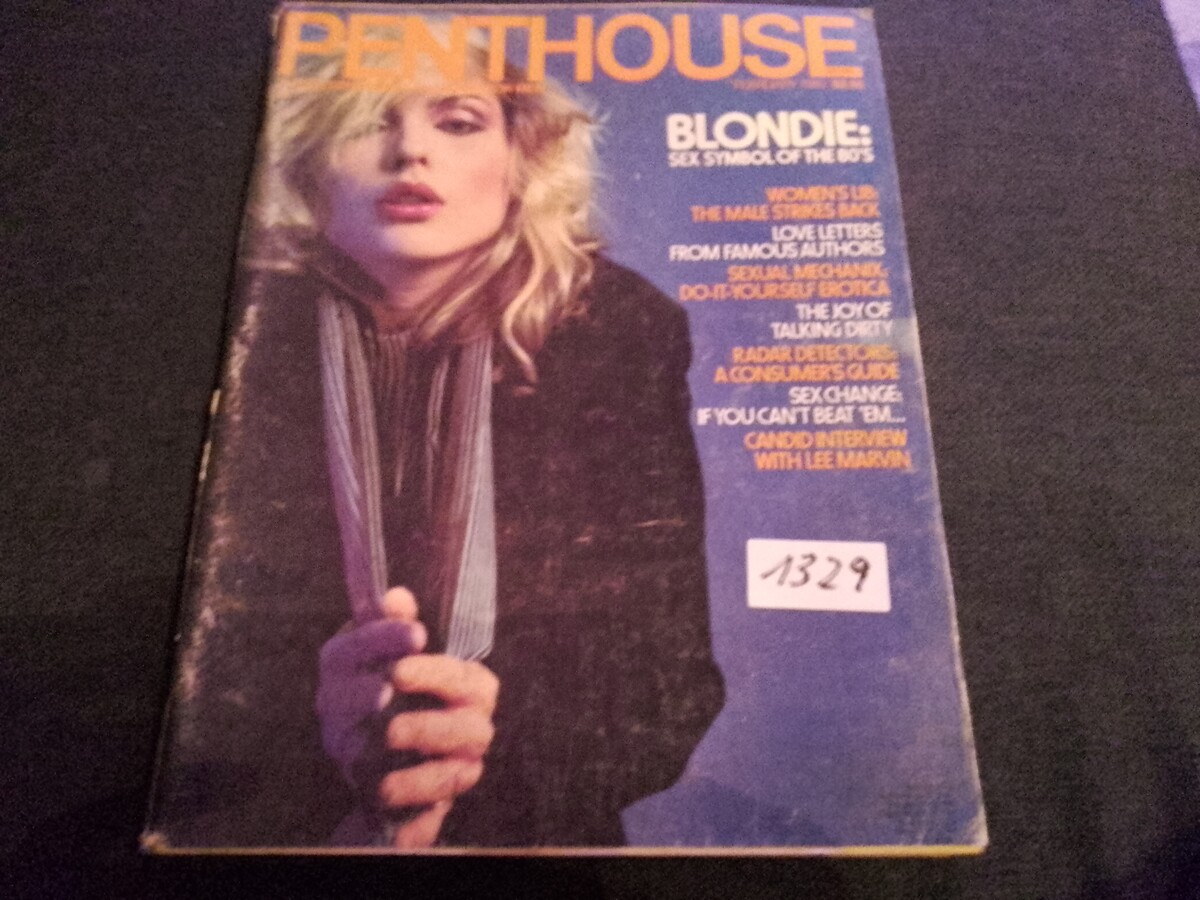 PENTHOUSE
BLONDIE:
SEX SYMBOL OF THE 80'S
WOMEN'S LIB:
THE MALE STRIKES BACK
LOVE LETTERS
FROM FAMOUS AUTHORS
SEXUAL MECHANIX:
DO-IT-YOURSELF EROTICA
THE JOY OF
TALKING DIRTY
RADAR DETECTORS:
A CONSUMER'S GUIDE
SEX CHANGE:
IF YOU CAN'T BEAT 'EM...
CANDID INTERVIEW
WITH LEE MARVIN
1329